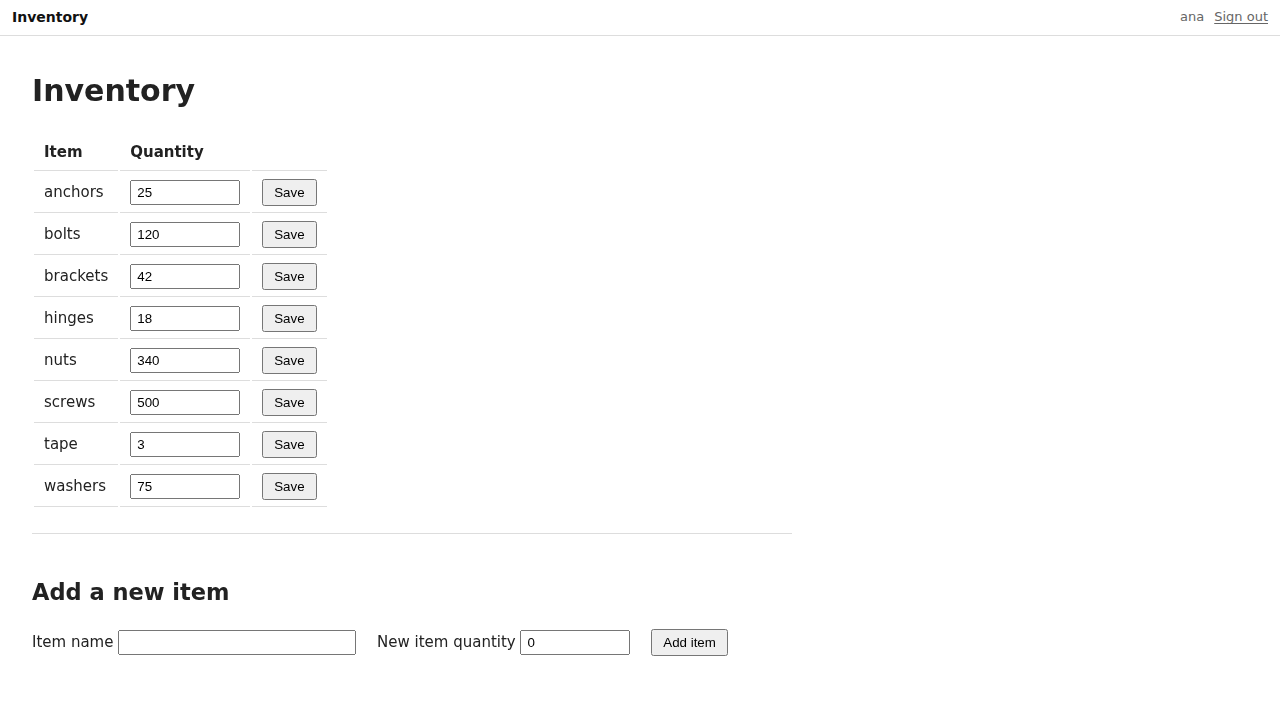 Inventory
ana Sign out
Inventory
Item Quantity
anchors 25 Save
bolts 120 Save
brackets 42 Save
hinges 18 Save
nuts 340 Save
screws 500 Save
tape 3 Save
washers 75 Save
Add a new item
Item name New item quantity 0 Add item